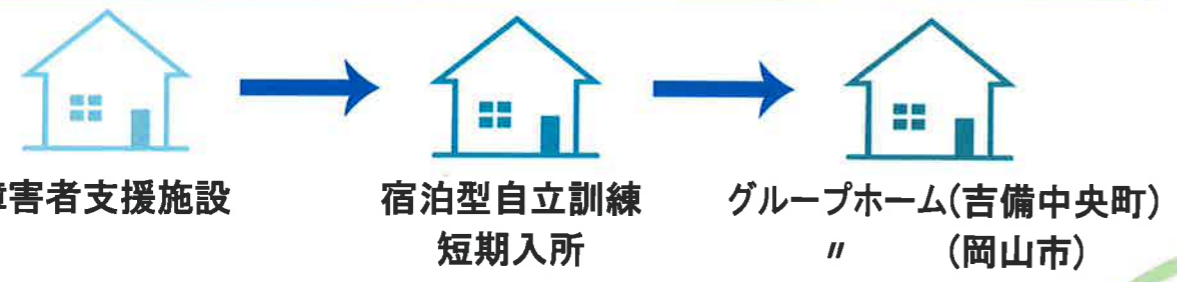 障害者支援施設
宿泊型自立訓練
短期入所
グループホーム(吉備中央町)
〃 (岡山市)